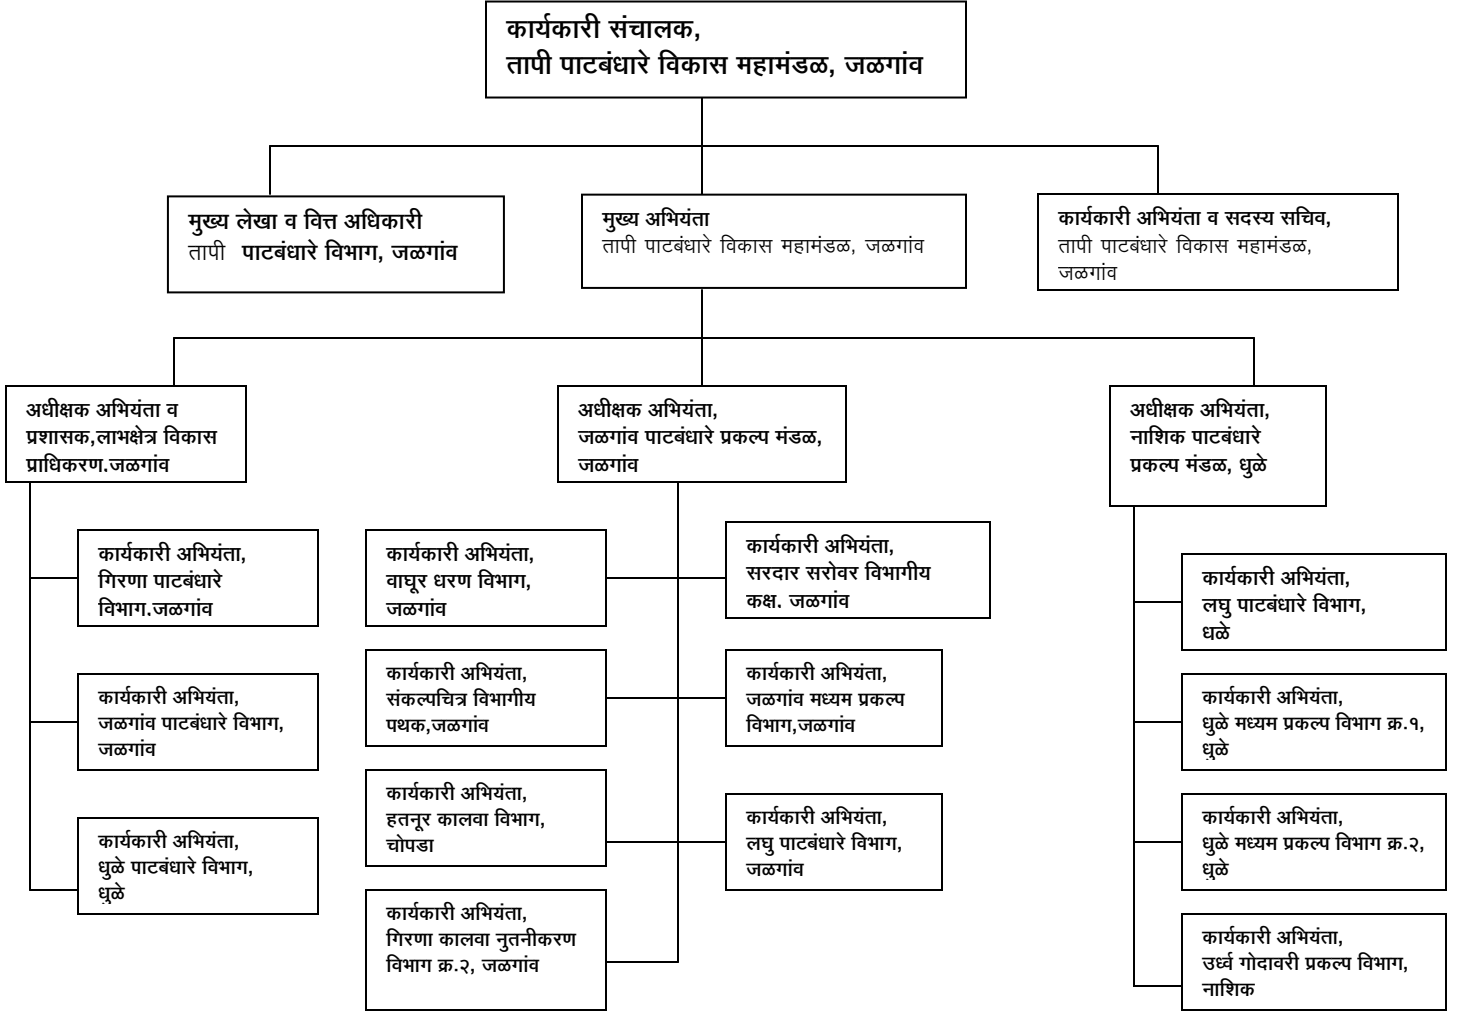 कार्यकारी संचालक,
तापी पाटबंधारे विकास महामंडळ, जळगांव
मुख्य लेखा व वित्त अधिकारी
तापी पाटबंधारे विभाग, जळगांव
मुख्य अभियंता
तापी पाटबंधारे विकास महामंडळ, जळगांव
कार्यकारी अभियंता व सदस्य सचिव,
तापी पाटबंधारे विकास महामंडळ,
जळगांव
अधीक्षक अभियंता व
प्रशासक,लाभक्षेत्र विकास
प्राधिकरण.जळगांव
अधीक्षक अभियंता,
जळगांव पाटबंधारे प्रकल्प मंडळ,
जळगांव
अधीक्षक अभियंता,
नाशिक पाटबंधारे
प्रकल्प मंडळ, धुळे
कार्यकारी अभियंता,
गिरणा पाटबंधारे
विभाग.जळगांव
कार्यकारी अभियंता,
जळगांव पाटबंधारे विभाग,
जळगांव
कार्यकारी अभियंता,
धुळे पाटबंधारे विभाग,
धुळे
कार्यकारी अभियंता,
वाघूर धरण विभाग,
जळगांव
कार्यकारी अभियंता,
संकल्पचित्र विभागीय
पथक,जळगांव
कार्यकारी अभियंता,
हतनूर कालवा विभाग,
चोपडा
कार्यकारी अभियंता,
गिरणा कालवा नुतनीकरण
विभाग क्र.२, जळगांव
कार्यकारी अभियंता,
सरदार सरोवर विभागीय
कक्ष. जळगांव
कार्यकारी अभियंता,
जळगांव मध्यम प्रकल्प
विभाग,जळगांव
कार्यकारी अभियंता,
लघु पाटबंधारे विभाग,
जळगांव
कार्यकारी अभियंता,
लघु पाटबंधारे विभाग,
धळे
कार्यकारी अभियंता,
धुळे मध्यम प्रकल्प विभाग क्र.१,
धुळे
कार्यकारी अभियंता,
धुळे मध्यम प्रकल्प विभाग क्र.२,
धुळे
कार्यकारी अभियंता,
उर्ध्व गोदावरी प्रकल्प विभाग,
नाशिक